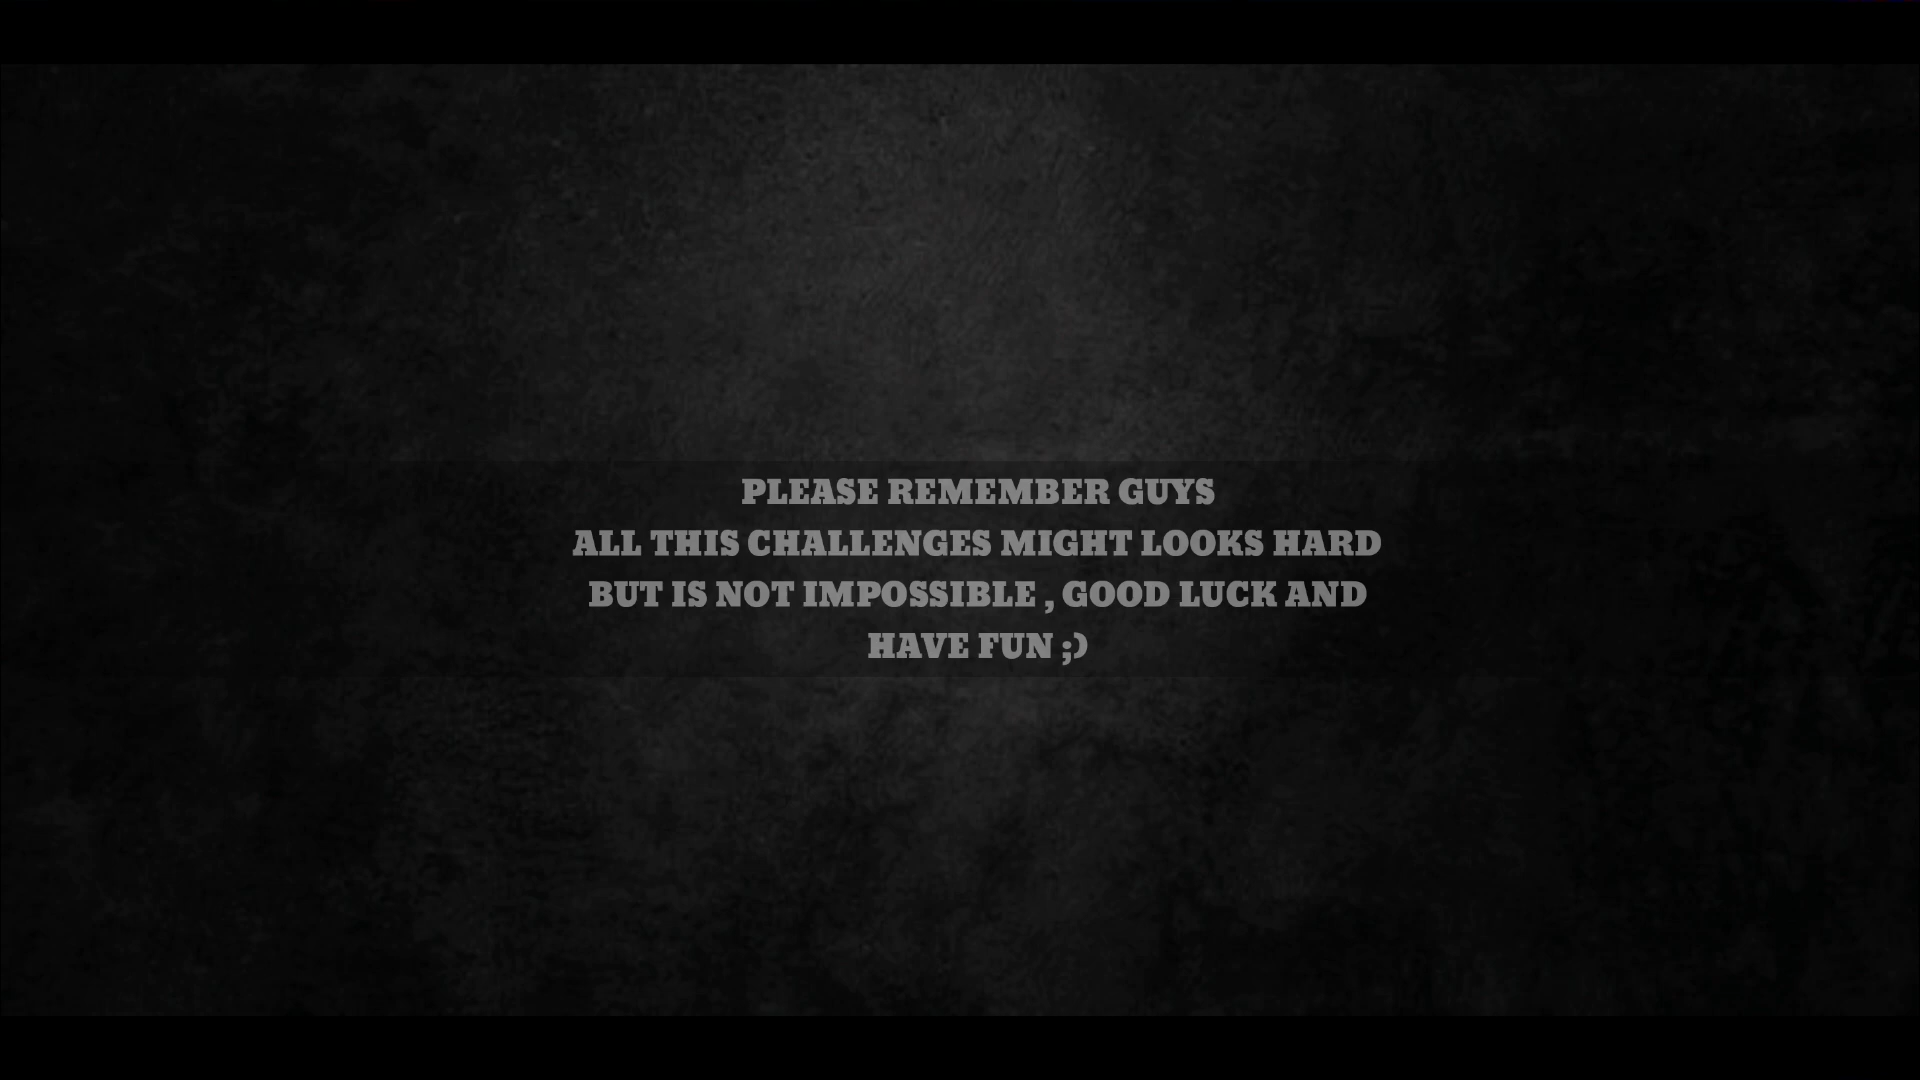 PLEASE REMEMBER GUYS
ALL THIS CHALLENGES MIGHT LOOKS HARD
BUT IS NOT IMPOSSIBLE , GOOD LUCK AND
HAVE FUN ;)